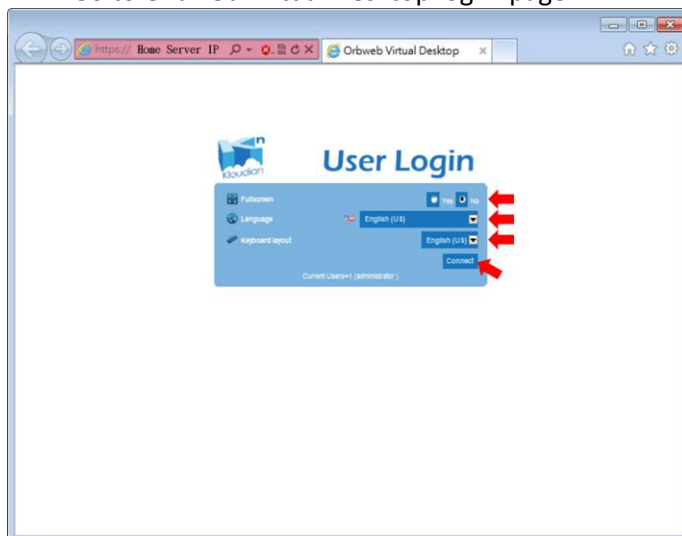 https:// Home Server IP
Orbweb Virtual Desktop
kloudian
User Login
Fullscreen
Yes No
Language
English (US)
Keyboard layout
English (US)
Connect
Current Users=1 (administrator )